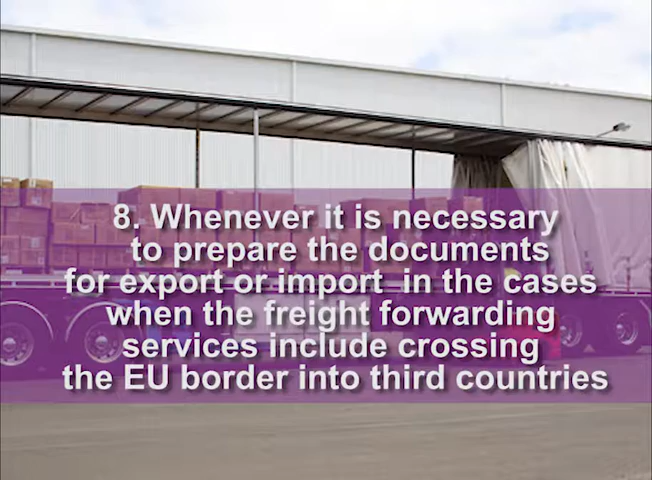 8. Whenever it is necessary
to prepare the documents
for export or import in the cases
when the freight forwarding
services include crossing
the EU border into third countries